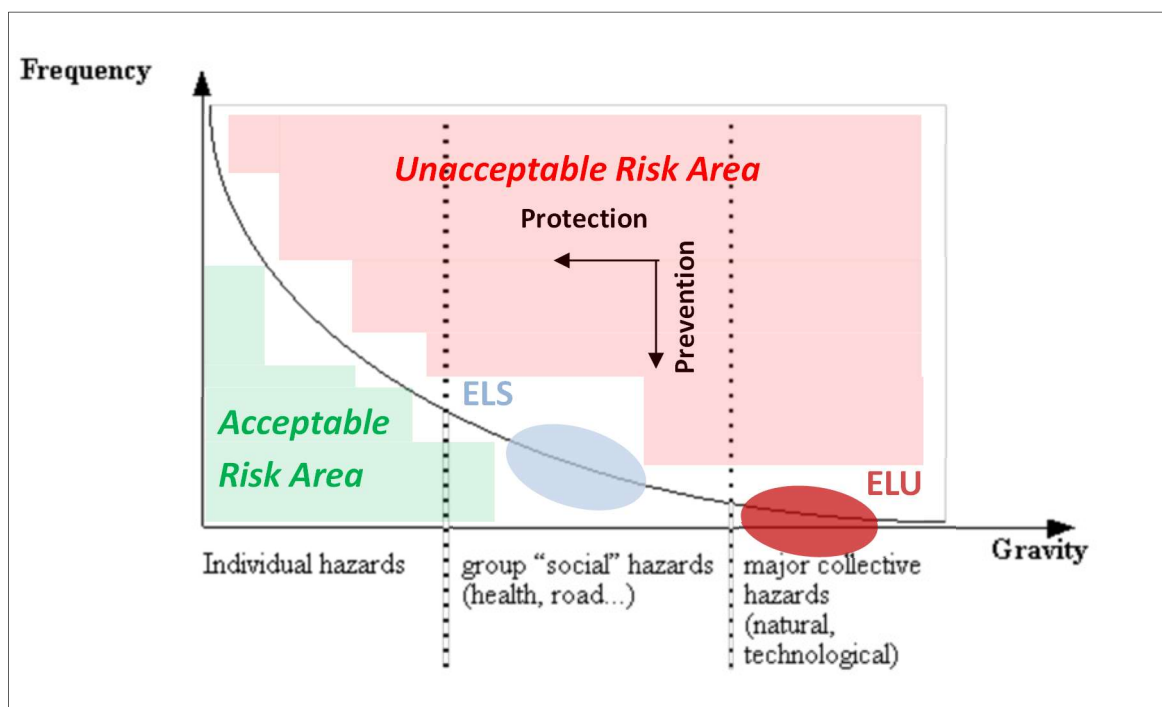 Frequency
Unacceptable Risk Area
Protection
Prevention
ELS
Acceptable
Risk Area
ELU
Gravity
Individual hazards
group “social” hazards
(health, road...)
major collective
hazards
(natural,
technological)